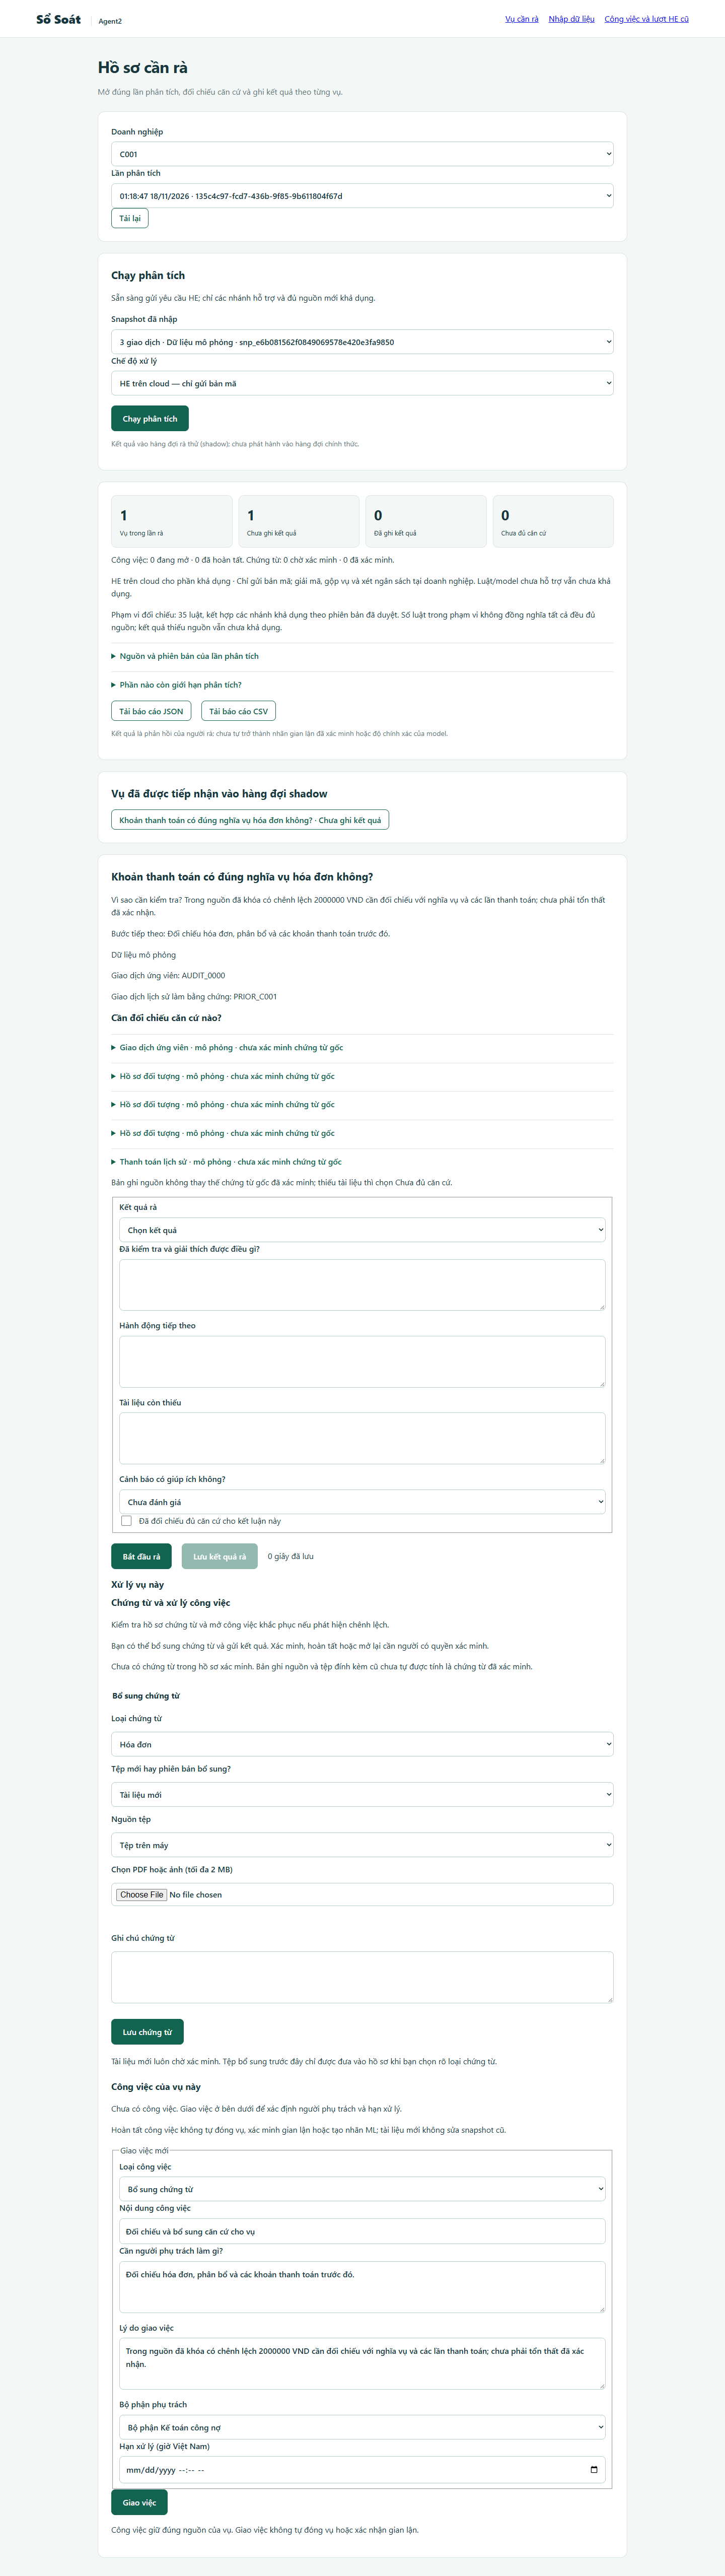 Sổ Soát
Agent2
Vụ cần rà
Nhập dữ liệu
Công việc và lượt HE cũ
Hồ sơ cần rà
Mở đúng lần phân tích, đối chiếu căn cứ và ghi kết quả theo từng vụ.
Doanh nghiệp
C001
Lần phân tích
01:18:47 18/11/2026 · 135c4c97-fcd7-436b-9f85-9b611804f67d
Tải lại
Chạy phân tích
Sẵn sàng gửi yêu cầu HE; chỉ các nhánh hỗ trợ và đủ nguồn mới khả dụng.
Snapshot đã nhập
3 giao dịch · Dữ liệu mô phỏng · snp_e6b081562f0849069578e420e3fa9850
Chế độ xử lý
HE trên cloud — chỉ gửi bản mã
Chạy phân tích
Kết quả vào hàng đợi rà thử (shadow); chưa phát hành vào hàng đợi chính thức.
1
Vụ trong lần rà
1
Chưa ghi kết quả
0
Đã ghi kết quả
0
Chưa đủ căn cứ
Công việc: 0 đang mở · 0 đã hoàn tất. Chứng từ: 0 chờ xác minh · 0 đã xác minh.
HE trên cloud cho phần khả dụng · Chỉ gửi bản mã; giải mã, gộp vụ và xét ngân sách tại doanh nghiệp. Luật/model chưa hỗ trợ vẫn chưa khả
dụng.
Phạm vi đối chiếu: 35 luật, kết hợp các nhánh khả dụng theo phiên bản đã duyệt. Số luật trong phạm vi không đồng nghĩa tất cả đều đủ
nguồn; kết quả thiếu nguồn vẫn chưa khả dụng.
▶ Nguồn và phiên bản của lần phân tích
▶ Phần nào còn giới hạn phân tích?
Tải báo cáo JSON
Tải báo cáo CSV
Kết quả là phản hồi của người rà; chưa tự trở thành nhãn gian lận đã xác minh hoặc độ chính xác của model.
Vụ đã được tiếp nhận vào hàng đợi shadow
Khoản thanh toán có đúng nghĩa vụ hóa đơn không? · Chưa ghi kết quả
Khoản thanh toán có đúng nghĩa vụ hóa đơn không?
Vì sao cần kiểm tra? Trong nguồn đã khóa có chênh lệch 2000000 VND cần đối chiếu với nghĩa vụ và các lần thanh toán; chưa phải tổn thất
đã xác nhận.
Bước tiếp theo: Đối chiếu hóa đơn, phân bổ và các khoản thanh toán trước đó.
Dữ liệu mô phỏng
Giao dịch ứng viên: AUDIT_0000
Giao dịch lịch sử làm bằng chứng: PRIOR_C001
Cần đối chiếu căn cứ nào?
▶ Giao dịch ứng viên · mô phỏng · chưa xác minh chứng từ gốc
▶ Hồ sơ đối tượng · mô phỏng · chưa xác minh chứng từ gốc
▶ Hồ sơ đối tượng · mô phỏng · chưa xác minh chứng từ gốc
▶ Hồ sơ đối tượng · mô phỏng · chưa xác minh chứng từ gốc
▶ Thanh toán lịch sử · mô phỏng · chưa xác minh chứng từ gốc
Bản ghi nguồn không thay thế chứng từ gốc đã xác minh; thiếu tài liệu thì chọn Chưa đủ căn cứ.
Kết quả rà
Chọn kết quả
Đã kiểm tra và giải thích được điều gì?
Hành động tiếp theo
Tài liệu còn thiếu
Cảnh báo có giúp ích không?
Chưa đánh giá
Đã đối chiếu đủ căn cứ cho kết luận này
Bắt đầu rà
Lưu kết quả rà
0 giây đã lưu
Xử lý vụ này
Chứng từ và xử lý công việc
Kiểm tra hồ sơ chứng từ và mở công việc khắc phục nếu phát hiện chênh lệch.
Bạn có thể bổ sung chứng từ và gửi kết quả. Xác minh, hoàn tất hoặc mở lại cần người có quyền xác minh.
Chưa có chứng từ trong hồ sơ xác minh. Bản ghi nguồn và tệp đính kèm cũ chưa tự được tính là chứng từ đã xác minh.
Bổ sung chứng từ
Loại chứng từ
Hóa đơn
Tệp mới hay phiên bản bổ sung?
Tài liệu mới
Nguồn tệp
Tệp trên máy
Chọn PDF hoặc ảnh (tối đa 2 MB)
Choose File No file chosen
Ghi chú chứng từ
Lưu chứng từ
Tài liệu mới luôn chờ xác minh. Tệp bổ sung trước đây chỉ được đưa vào hồ sơ khi bạn chọn rõ loại chứng từ.
Công việc của vụ này
Chưa có công việc. Giao việc ở bên dưới để xác định người phụ trách và hạn xử lý.
Hoàn tất công việc không tự đóng vụ, xác minh gian lận hoặc tạo nhãn ML; tài liệu mới không sửa snapshot cũ.
Giao việc mới
Loại công việc
Bổ sung chứng từ
Nội dung công việc
Đối chiếu và bổ sung căn cứ cho vụ
Cần người phụ trách làm gì?
Đối chiếu hóa đơn, phân bổ và các khoản thanh toán trước đó.
Lý do giao việc
Trong nguồn đã khóa có chênh lệch 2000000 VND cần đối chiếu với nghĩa vụ và các lần thanh toán; chưa phải tổn thất đã xác
nhận.
Bộ phận phụ trách
Bộ phận Kế toán công nợ
Hạn xử lý (giờ Việt Nam)
mm/dd/yyyy --:-- --
Giao việc
Công việc giữ đúng nguồn của vụ. Giao việc không tự đóng vụ hoặc xác nhận gian lận.